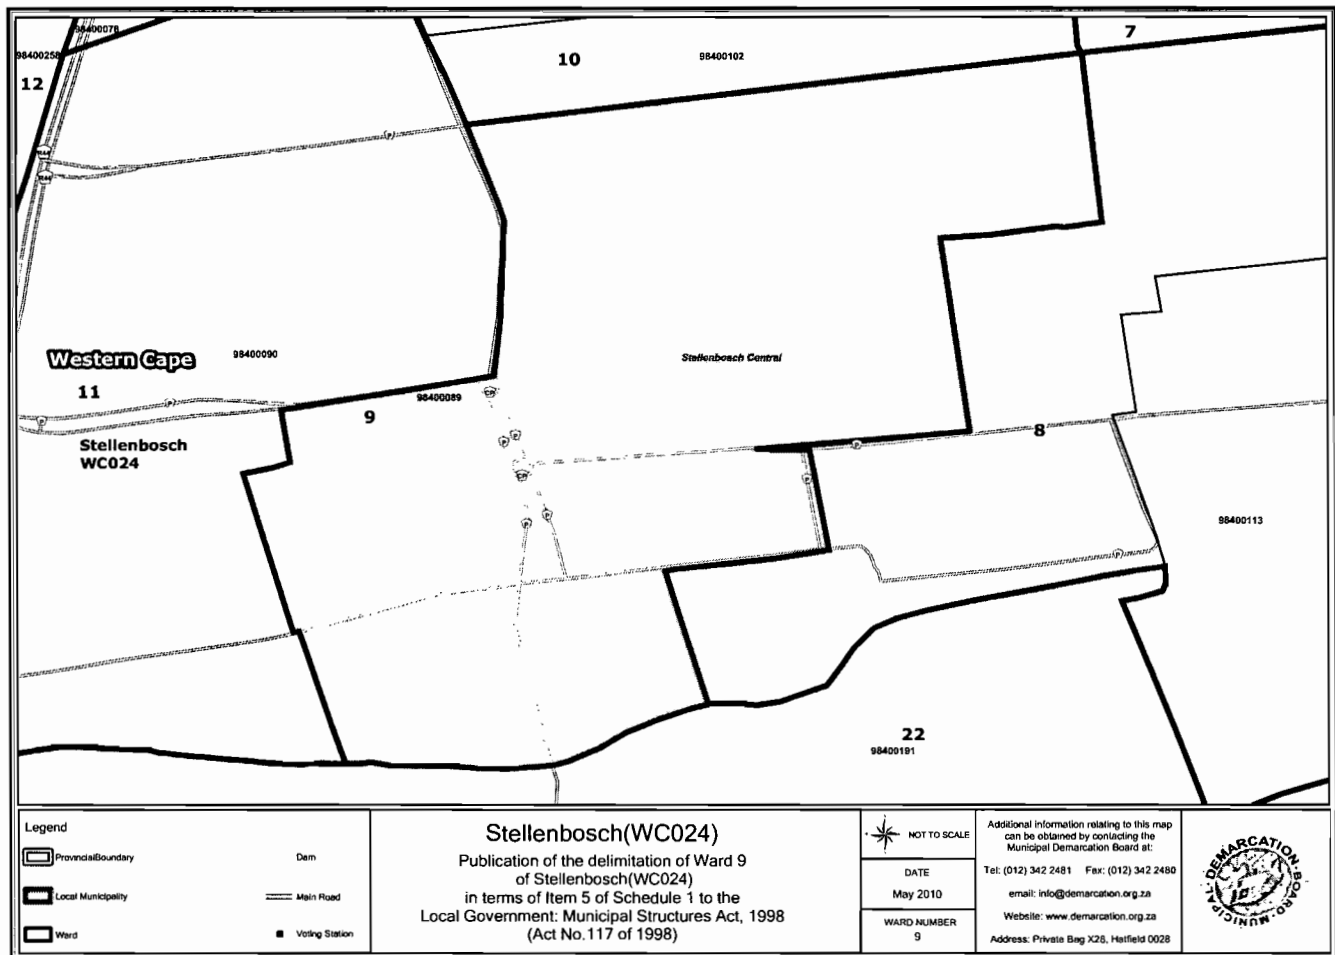 98400078
7
98400258
10
98400102
12
R44
P
R44
Western Cape
98400090
Stellenbosch Central
11
98400089
P
9
P
P
8
Stellenbosch
WC024
P
P
P
P
98400113
P
P
P
22
98400191
Legend
ProvincialBoundary
Dam
Local Municipality
Main Road
Ward
Voting Station
Stellenbosch(WC024)
Publication of the delimitation of Ward 9
of Stellenbosch(WC024)
in terms of Item 5 of Schedule 1 to the
Local Government: Municipal Structures Act, 1998
(Act No.117 of 1998)
NOT TO SCALE
DATE
May 2010
WARD NUMBER
9
Additional information relating to this map
can be obtained by contacting the
Municipal Demarcation Board at:
Tel: (012) 342 2481 Fax: (012) 342 2480
email: info@demarcation.org.za
Website: www.demarcation.org.za
Address: Private Bag X28, Hatfield 0028
MUNICIPAL DEMARCATION BOARD